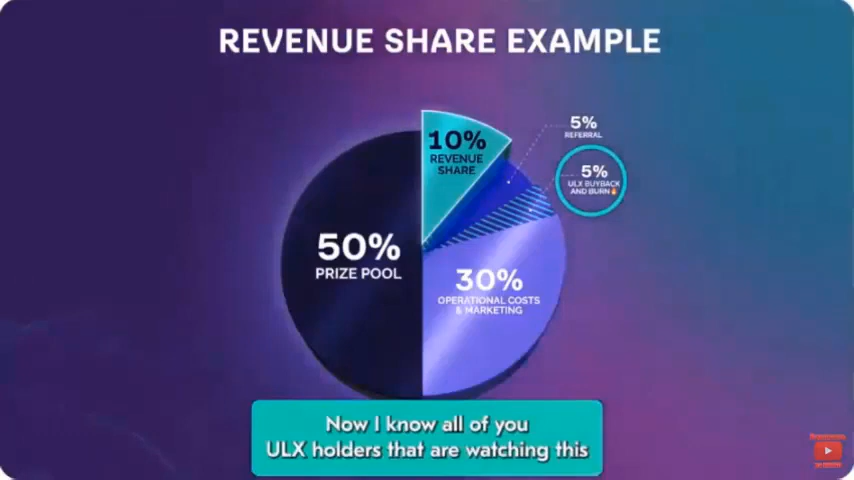 REVENUE SHARE EXAMPLE
10%
REVENUE
SHARE
5%
REFERRAL
5%
ULX BUYBACK
AND BURN🔥
50%
PRIZE POOL
30%
OPERATIONAL COSTS
& MARKETING
Now I know all of you
ULX holders that are watching this